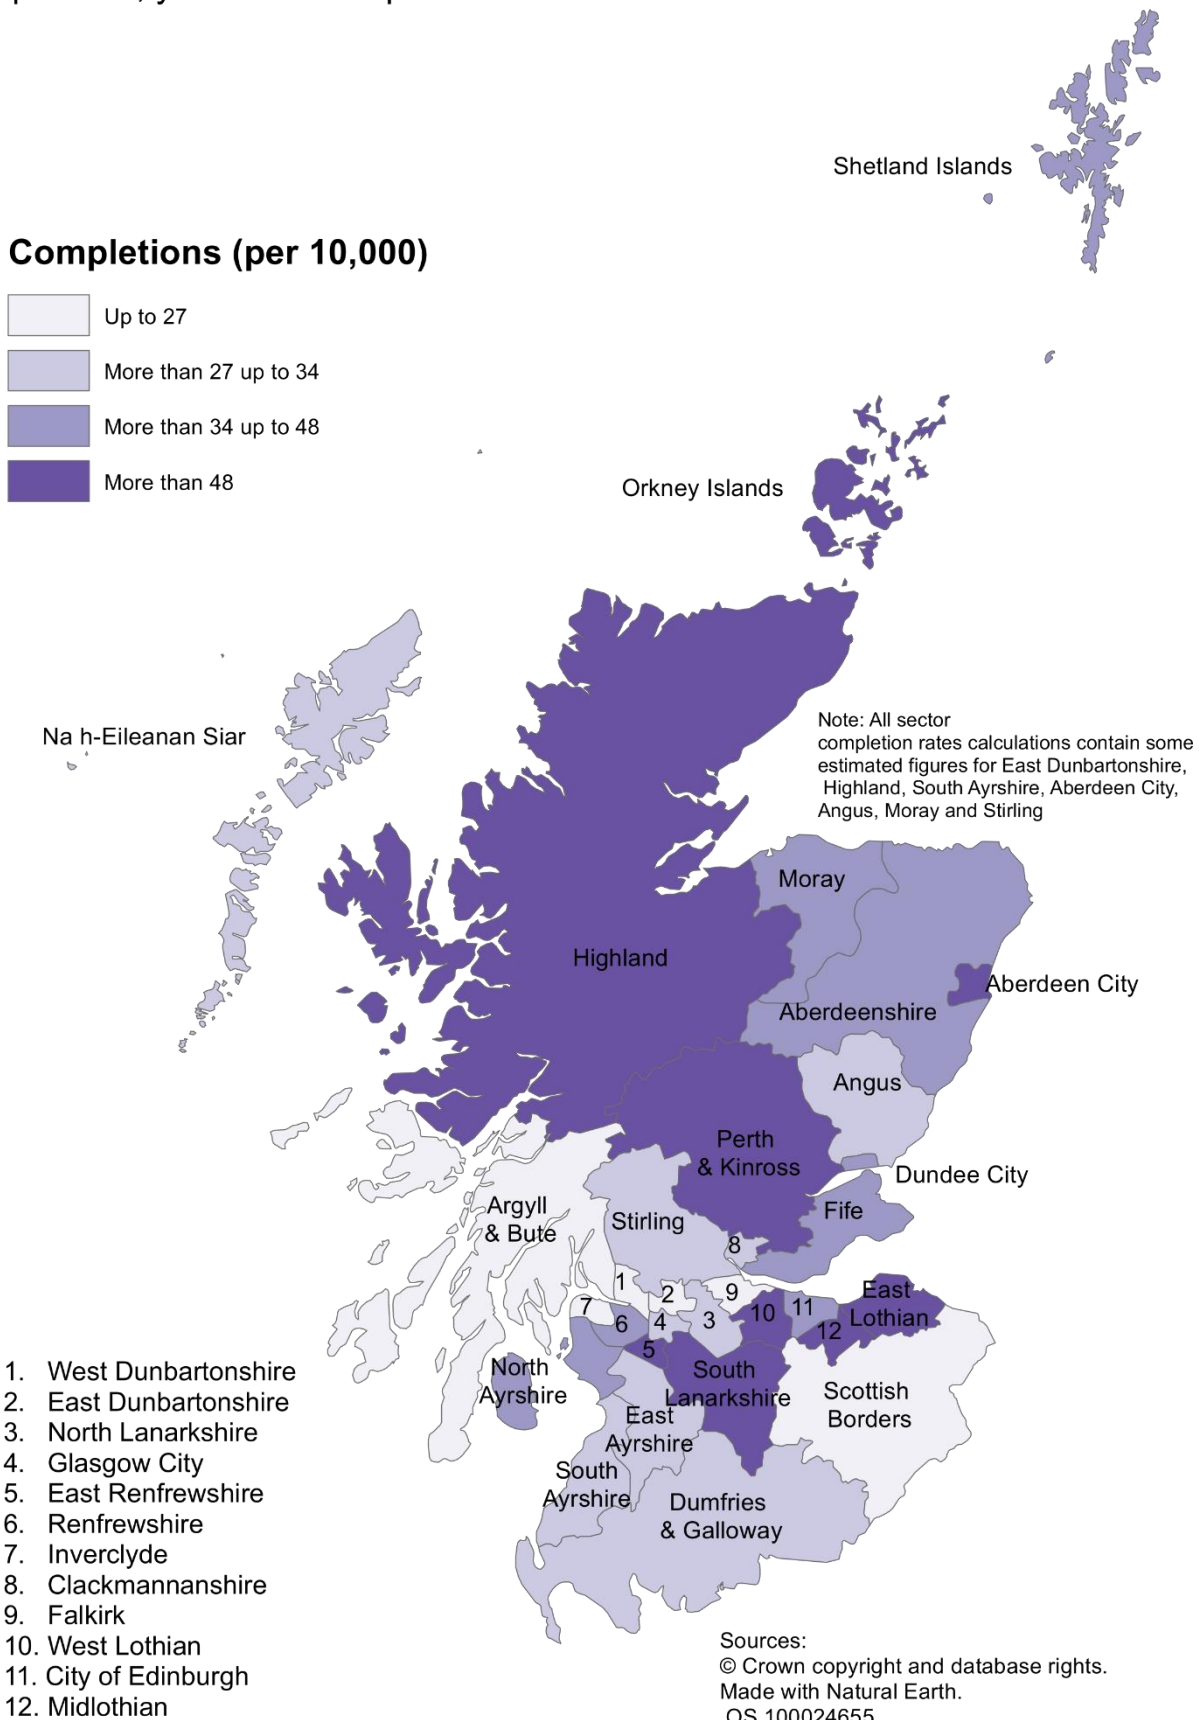 Shetland Islands
Completions (per 10,000)
Up to 27
More than 27 up to 34
More than 34 up to 48
More than 48
Orkney Islands
Na h-Eileanan Siar
Note: All sector
completion rates calculations contain some
estimated figures for East Dunbartonshire,
Highland, South Ayrshire, Aberdeen City,
Angus, Moray and Stirling
Moray
Highland
Aberdeen City
Aberdeenshire
Angus
Perth
& Kinross
Dundee City
Argyll
& Bute
Stirling
Fife
8
1
2
9
7
6
4
3
10
11
12
5
East
Lothian
North
Ayrshire
South
Lanarkshire
Scottish
Borders
East
Ayrshire
South
Ayrshire
Dumfries
& Galloway
1. West Dunbartonshire
2. East Dunbartonshire
3. North Lanarkshire
4. Glasgow City
5. East Renfrewshire
6. Renfrewshire
7. Inverclyde
8. Clackmannanshire
9. Falkirk
10. West Lothian
11. City of Edinburgh
12. Midlothian
Sources:
© Crown copyright and database rights.
Made with Natural Earth.
OS 100024655